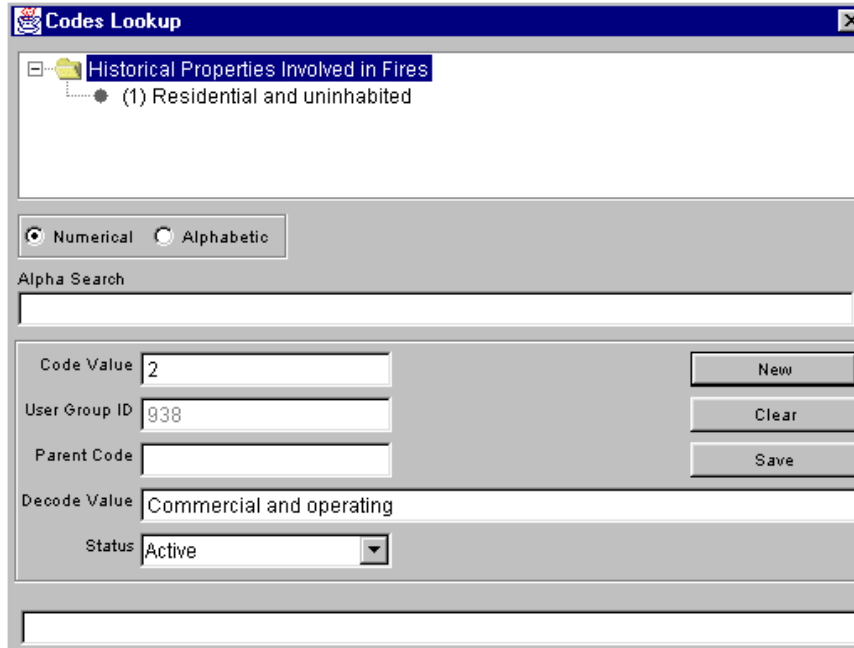 Codes Lookup
Historical Properties Involved in Fires
(1) Residential and uninhabited
Numerical Alphabetic
Alpha Search
Code Value 2 New
User Group ID 938 Clear
Parent Code Save
Decode Value Commercial and operating
Status Active